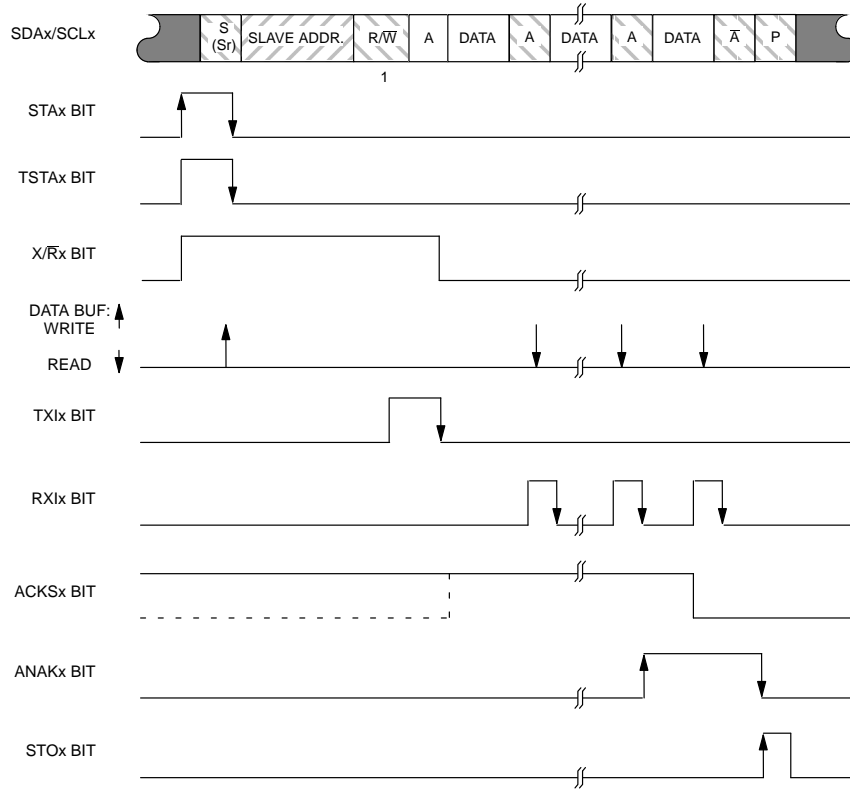 SDAx/SCLx
S (Sr) SLAVE ADDR. R/W̅ A DATA A DATA A DATA A̅ P
1
STAx BIT
TSTAx BIT
X/R̅x BIT
DATA BUF:
WRITE
READ
TXIx BIT
RXIx BIT
ACKSx BIT
ANAKx BIT
STOx BIT